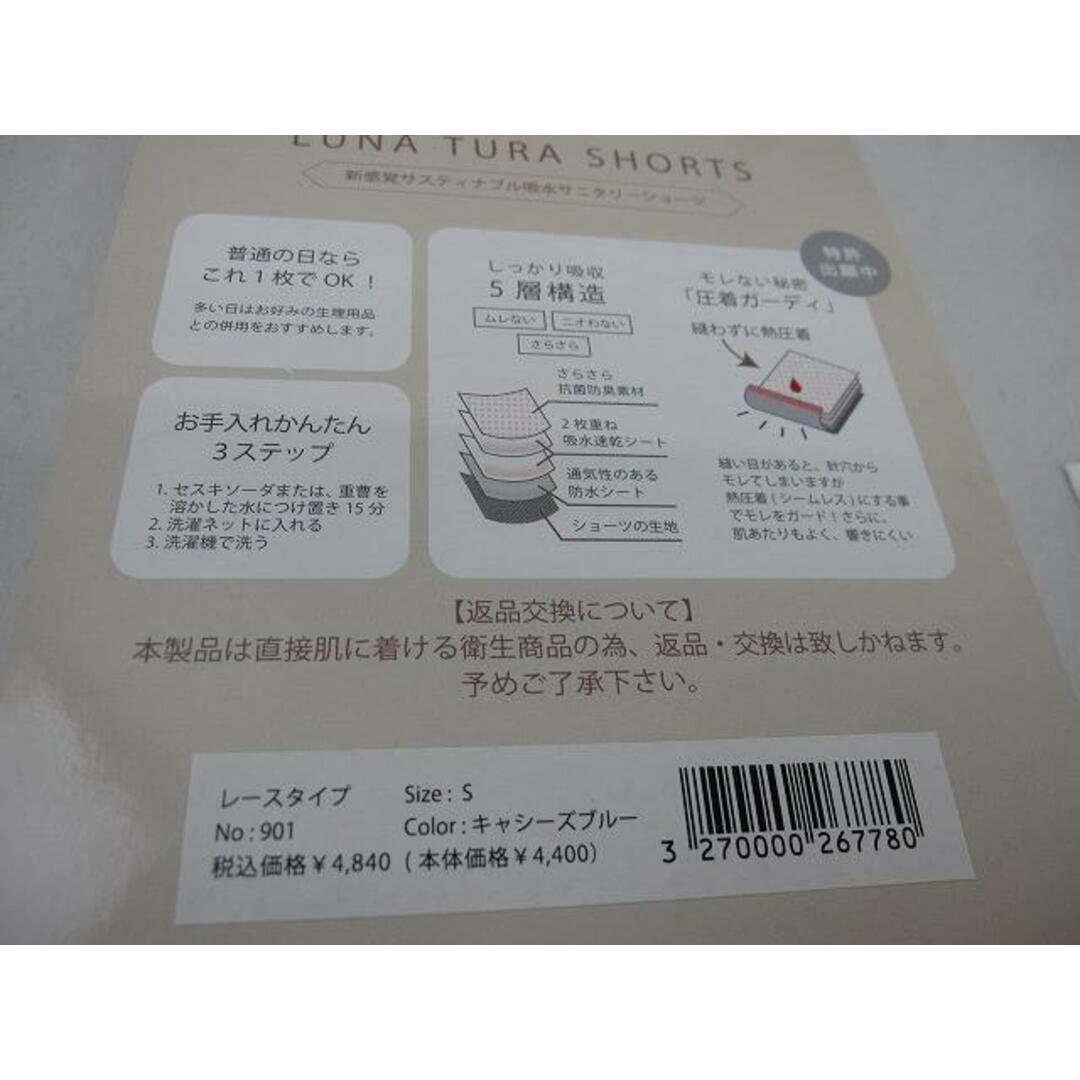 LUNA TURA SHORTS
新感覚サスティナブル吸水サニタリーショーツ
普通の日なら
これ1枚でOK！
多い日はお好みの生理用品
との併用をおすすめします。
お手入れかんたん
3ステップ
1. セスキソーダまたは、重曹を
溶かした水につけ置き15分
2. 洗濯ネットに入れる
3. 洗濯機で洗う
しっかり吸収
5層構造
ムレない
ニオわない
さらさら
さらさら
抗菌防臭素材
2枚重ね
吸水速乾シート
通気性のある
防水シート
ショーツの生地
特許
出願中
モレない秘密
「圧着ガーディ」
縫わずに熱圧着
縫い目があると、針穴から
モレてしまいますが
熱圧着(シームレス)にする事
でモレをガード！さらに、
肌あたりもよく、響きにくい
【返品交換について】
本製品は直接肌に着ける衛生商品の為、返品・交換は致しかねます。
予めご了承下さい。
レースタイプ
Size : S
No : 901
Color : キャシーズブルー
税込価格￥4,840 (本体価格￥4,400)
3 270000 267780